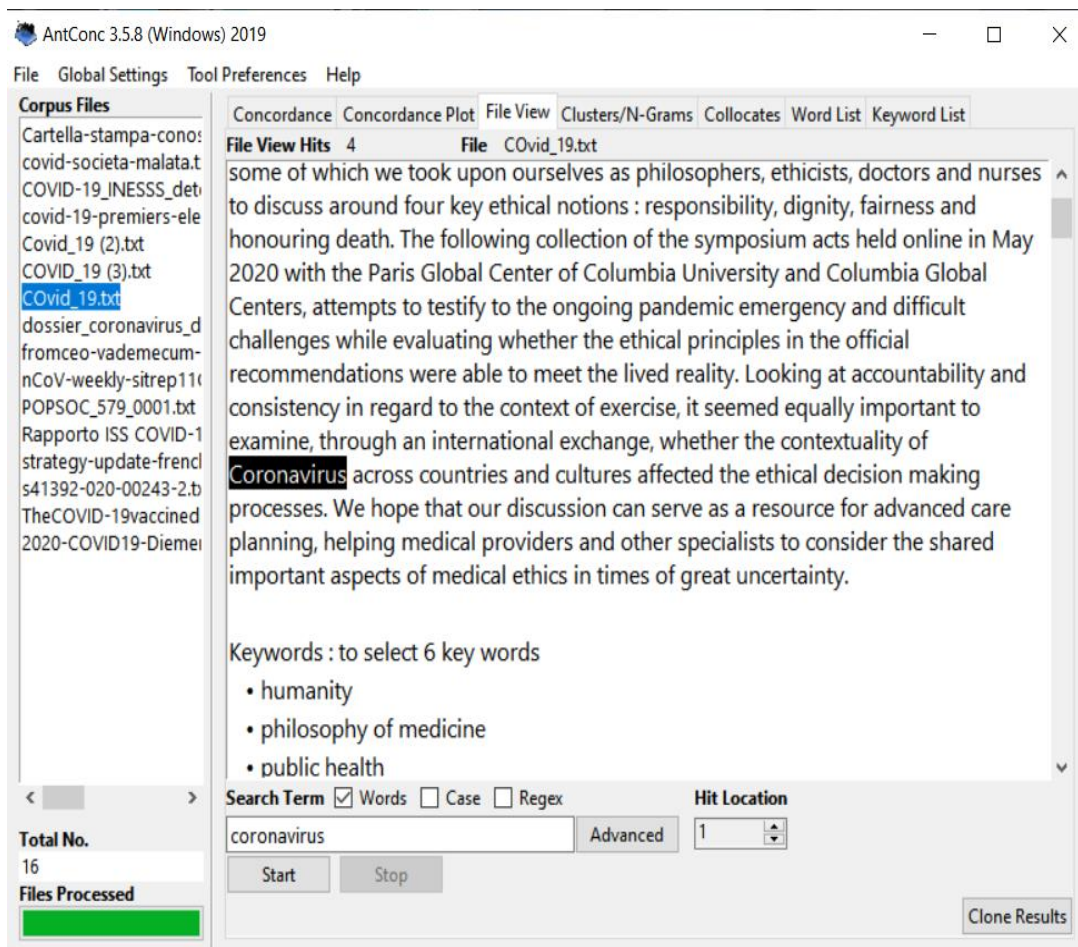 AntConc 3.5.8 (Windows) 2019
File Global Settings Tool Preferences Help
Corpus Files
Cartella-stampa-conos
covid-societa-malata.t
COVID-19_INESSS_det
covid-19-premiers-ele
Covid_19 (2).txt
COVID_19 (3).txt
COvid_19.txt
dossier_coronavirus_d
fromceo-vademecum-
nCoV-weekly-sitrep11
POPSOC_579_0001.txt
Rapporto ISS COVID-1
strategy-update-frencl
s41392-020-00243-2.t
TheCOVID-19vaccined
2020-COVID19-Diemer
Total No.
16
Files Processed
Concordance Concordance Plot File View Clusters/N-Grams Collocates Word List Keyword List
File View Hits 4 File COvid_19.txt
some of which we took upon ourselves as philosophers, ethicists, doctors and nurses
to discuss around four key ethical notions : responsibility, dignity, fairness and
honouring death. The following collection of the symposium acts held online in May
2020 with the Paris Global Center of Columbia University and Columbia Global
Centers, attempts to testify to the ongoing pandemic emergency and difficult
challenges while evaluating whether the ethical principles in the official
recommendations were able to meet the lived reality. Looking at accountability and
consistency in regard to the context of exercise, it seemed equally important to
examine, through an international exchange, whether the contextuality of
Coronavirus across countries and cultures affected the ethical decision making
processes. We hope that our discussion can serve as a resource for advanced care
planning, helping medical providers and other specialists to consider the shared
important aspects of medical ethics in times of great uncertainty.
Keywords : to select 6 key words
• humanity
• philosophy of medicine
• public health
Search Term Words Case Regex Hit Location
coronavirus Advanced 1
Start Stop
Clone Results